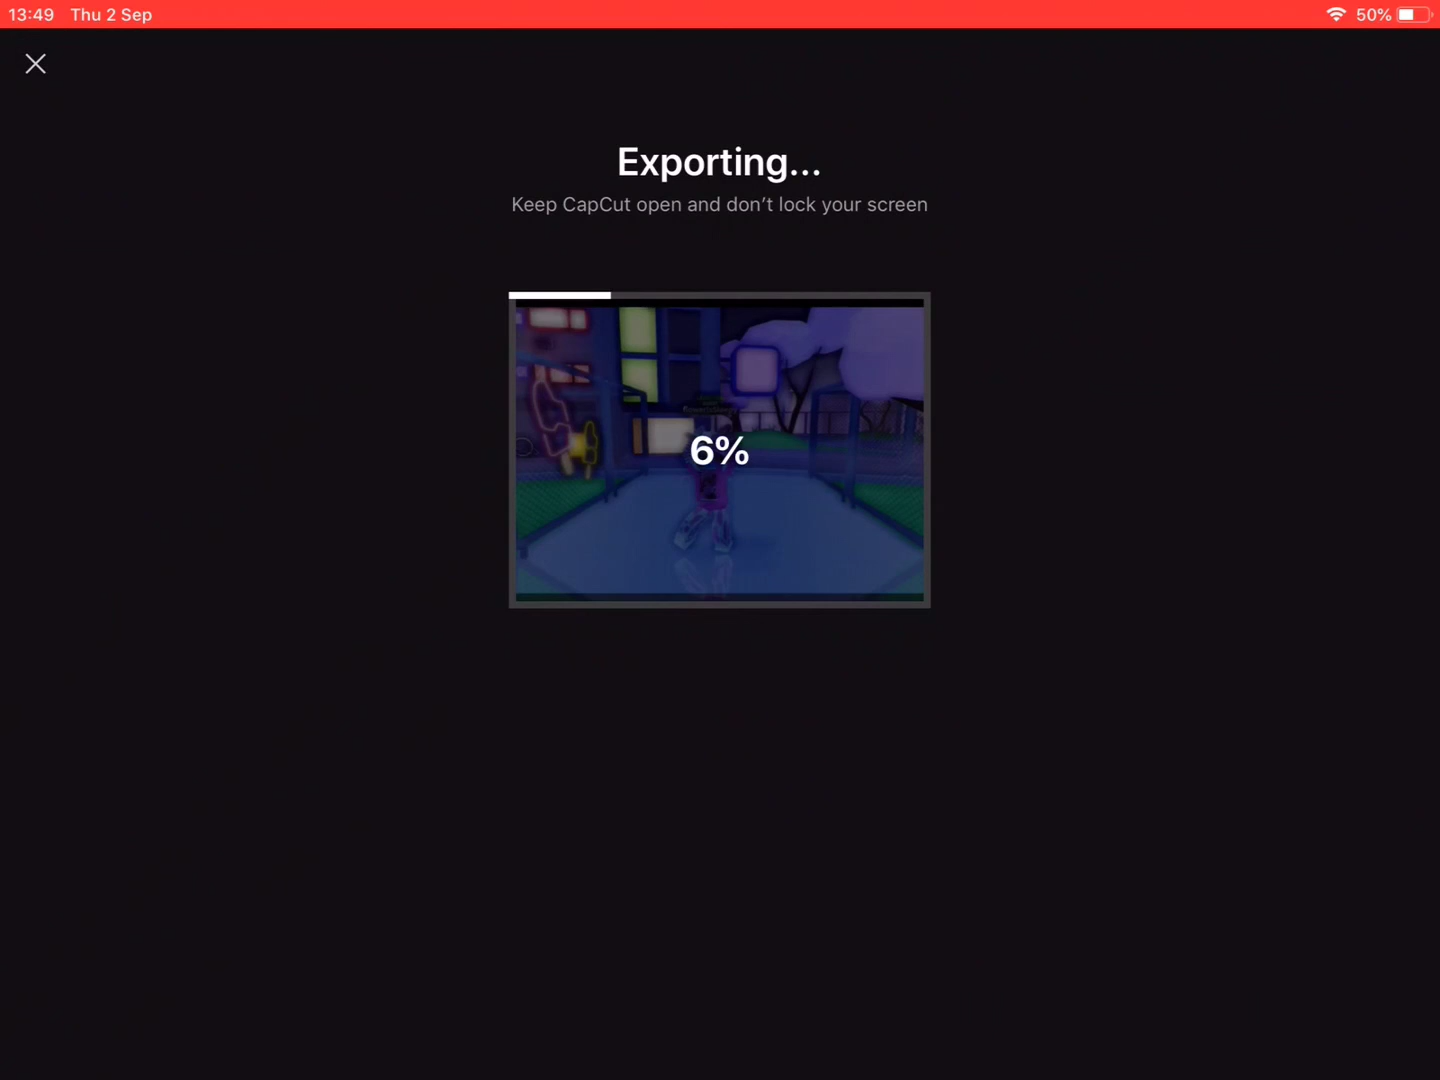 13:49 Thu 2 Sep
50%
Exporting...
Keep CapCut open and don’t lock your screen
6%